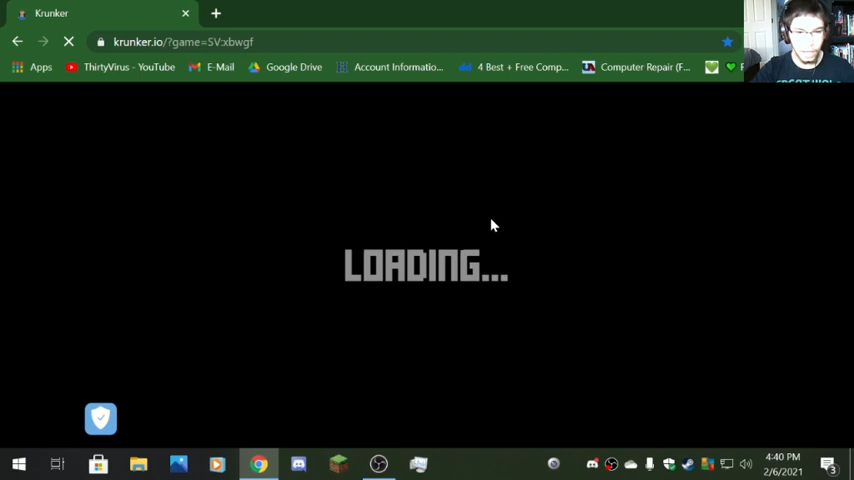 Krunker
krunker.io/?game=SV:xbwgf
Apps ThirtyVirus - YouTube E-Mail Google Drive Account Informatio... 4 Best + Free Comp... Computer Repair (F...
LOADING...
4:40 PM
2/6/2021
3